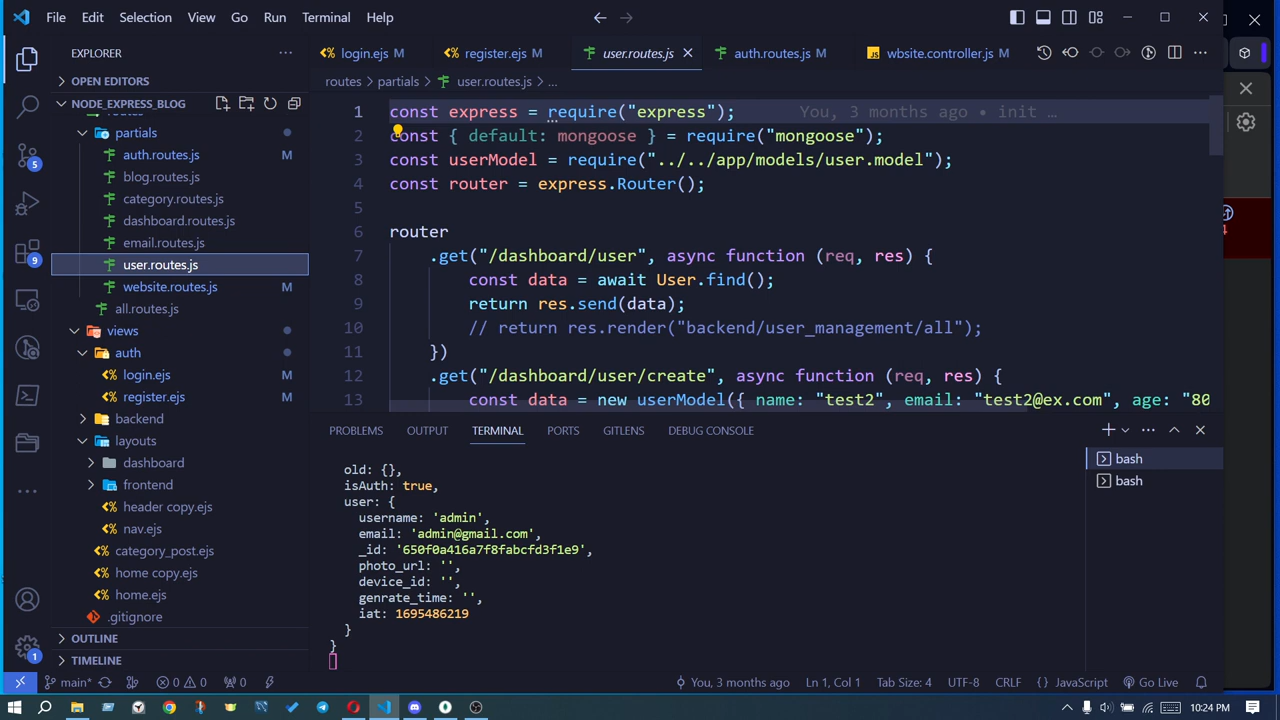 File Edit Selection View Go Run Terminal Help
EXPLORER
OPEN EDITORS
NODE_EXPRESS_BLOG
routes
partials
auth.routes.js M
blog.routes.js
category.routes.js
dashboard.routes.js
email.routes.js
user.routes.js
website.routes.js M
all.routes.js
views
auth
login.ejs M
register.ejs M
backend
layouts
dashboard
frontend
header copy.ejs
nav.ejs
category_post.ejs
home copy.ejs
home.ejs
.gitignore
OUTLINE
TIMELINE
5
9
1
login.ejs M register.ejs M user.routes.js auth.routes.js M wbsite.controller.js M
JS
routes partials user.routes.js ...
1 const express = require("express"); You, 3 months ago • init …
2 const { default: mongoose } = require("mongoose");
3 const userModel = require("../../app/models/user.model");
4 const router = express.Router();
5
6 router
7 .get("/dashboard/user", async function (req, res) {
8 const data = await User.find();
9 return res.send(data);
10 // return res.render("backend/user_management/all");
11 })
12 .get("/dashboard/user/create", async function (req, res) {
13 const data = new userModel({ name: "test2", email: "test2@ex.com", age: "80
PROBLEMS OUTPUT TERMINAL PORTS GITLENS DEBUG CONSOLE
old: {},
isAuth: true,
user: {
username: 'admin',
email: 'admin@gmail.com',
_id: '650f0a416a7f8fabcfd3f1e9',
photo_url: '',
device_id: '',
genrate_time: '',
iat: 1695486219
}
}
bash
bash
4
main* 0 0 0 You, 3 months ago Ln 1, Col 1 Tab Size: 4 UTF-8 CRLF {} JavaScript Go Live
10:24 PM